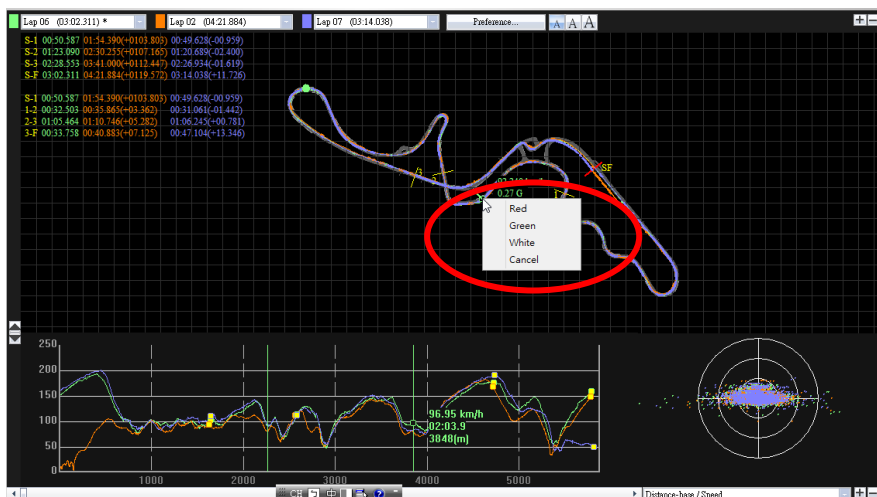 Lap 06 (03:02.311) * Lap 02 (04:21.884) Lap 07 (03:14.038) Preference... A A A
S-1 00:50.587 01:54.390(+0103.803) 00:49.628(-00.959)
S-2 01:23.090 02:30.255(+0107.165) 01:20.689(-02.400)
S-3 02:28.553 03:41.000(+0112.447) 02:26.934(-01.619)
S-F 03:02.311 04:21.884(+0119.572) 03:14.038(+11.726)
S-1 00:50.587 01:54.390(+0103.803) 00:49.628(-00.959)
1-2 00:32.503 00:35.865(+03.362) 00:31.061(-01.442)
2-3 01:05.464 01:10.746(+05.282) 01:06.245(+00.781)
3-F 00:33.758 00:40.883(+07.125) 00:47.104(+13.346)
SF
3
2
0.27 G
1
Red
Green
White
Cancel
250
200
150
100
50
0
96.95 km/h
02:03.9
3848(m)
1000 2000 3000 4000 5000
CH 中
Distance-base / Speed